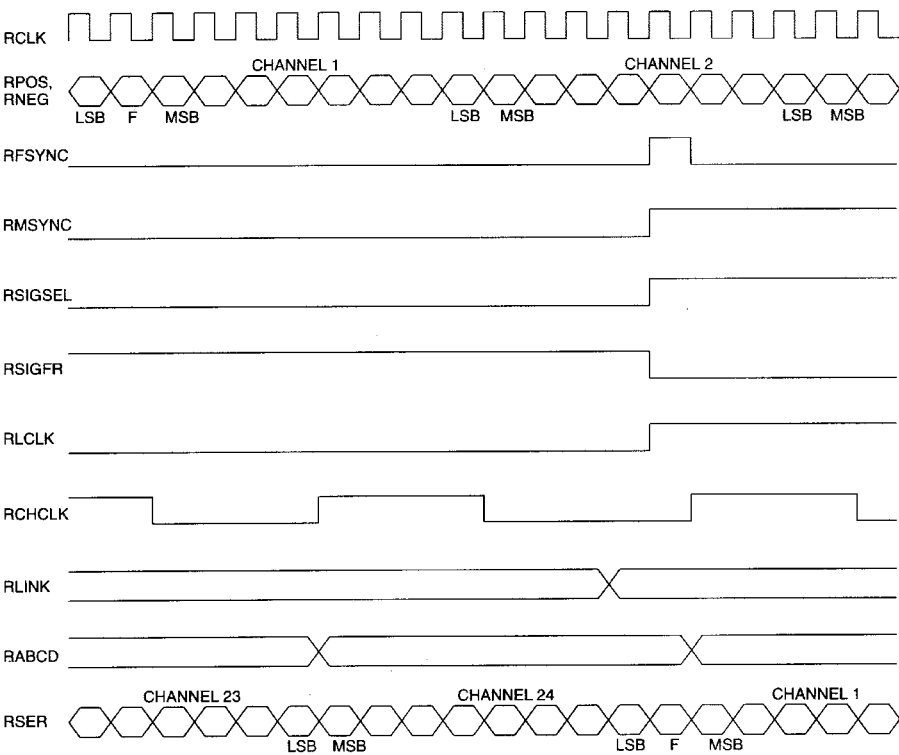 RCLK
CHANNEL 1 CHANNEL 2
RPOS,
RNEG
LSB F MSB LSB MSB LSB MSB
RFSYNC
RMSYNC
RSIGSEL
RSIGFR
RLCLK
RCHCLK
RLINK
RABCD
CHANNEL 23 CHANNEL 24 CHANNEL 1
RSER
LSB MSB LSB F MSB